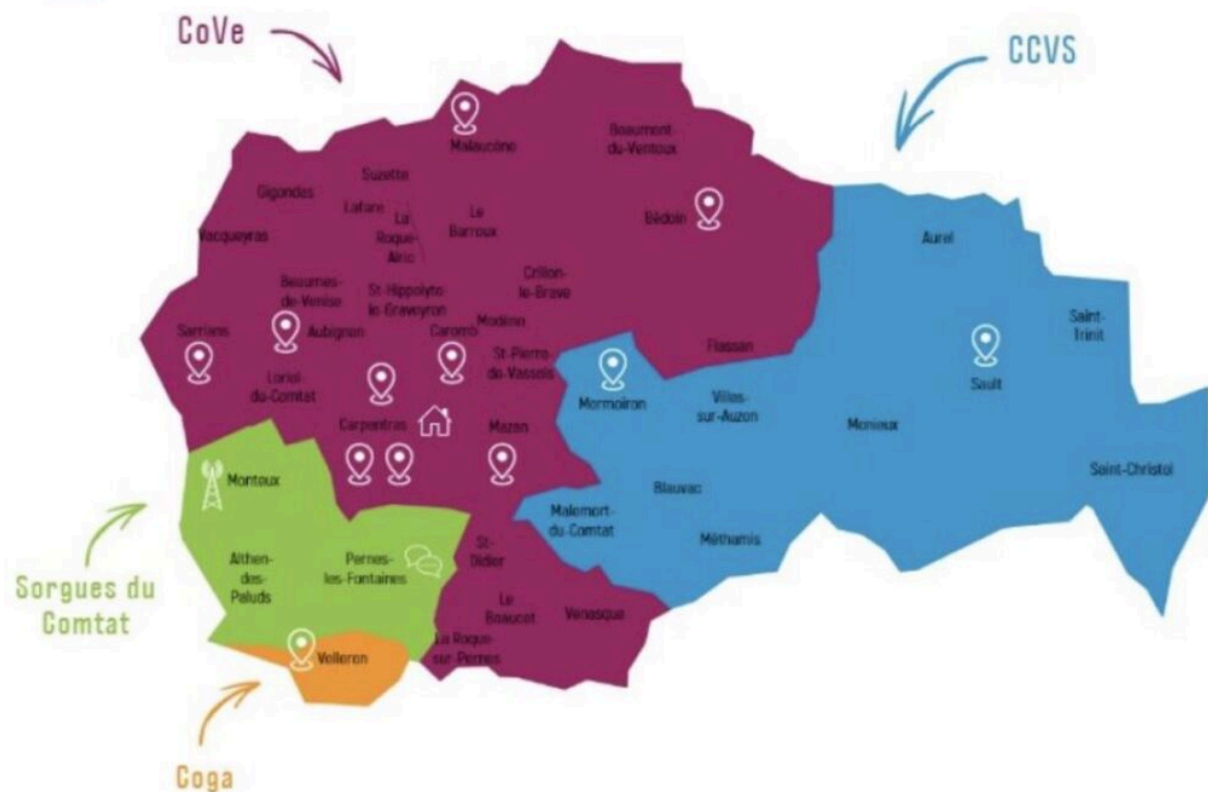 CoVe
CCVS
Malaucène
Beaumont-
du-Ventoux
Suzette
Gigondas
Lafare
La
Roque-
Alric
Le
Barroux
Bédoin
Vacqueyras
Aurel
Beaumes-
de-Venise
St-Hippolyte
le-Graveyron
Crillon-
le-Brave
Modène
Saint-
Trinit
Sarrians
Aubignan
Caromb
St-Pierre
de-Vassols
Flassan
Loriol
du-Comtat
Mormoiron
Villes-
sur-Auzon
Sault
Carpentras
Mazan
Monieux
Monteux
Blauvac
Saint-Christol
Malemort-
du-Comtat
Méthamis
Sorgues du
Comtat
Althen-
des-
Paluds
Pernes-
les-Fontaines
St-
Didier
Le
Beaucet
Venasque
La Roque-
sur-Pernes
Velleron
Coga